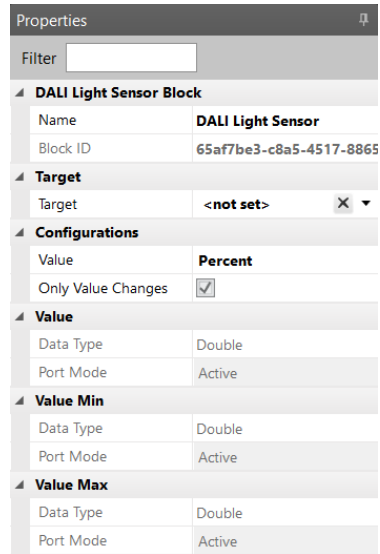 Properties
Filter
DALI Light Sensor Block
Name DALI Light Sensor
Block ID 65af7be3-c8a5-4517-8865
Target
Target <not set>
Configurations
Value Percent
Only Value Changes
Value
Data Type Double
Port Mode Active
Value Min
Data Type Double
Port Mode Active
Value Max
Data Type Double
Port Mode Active